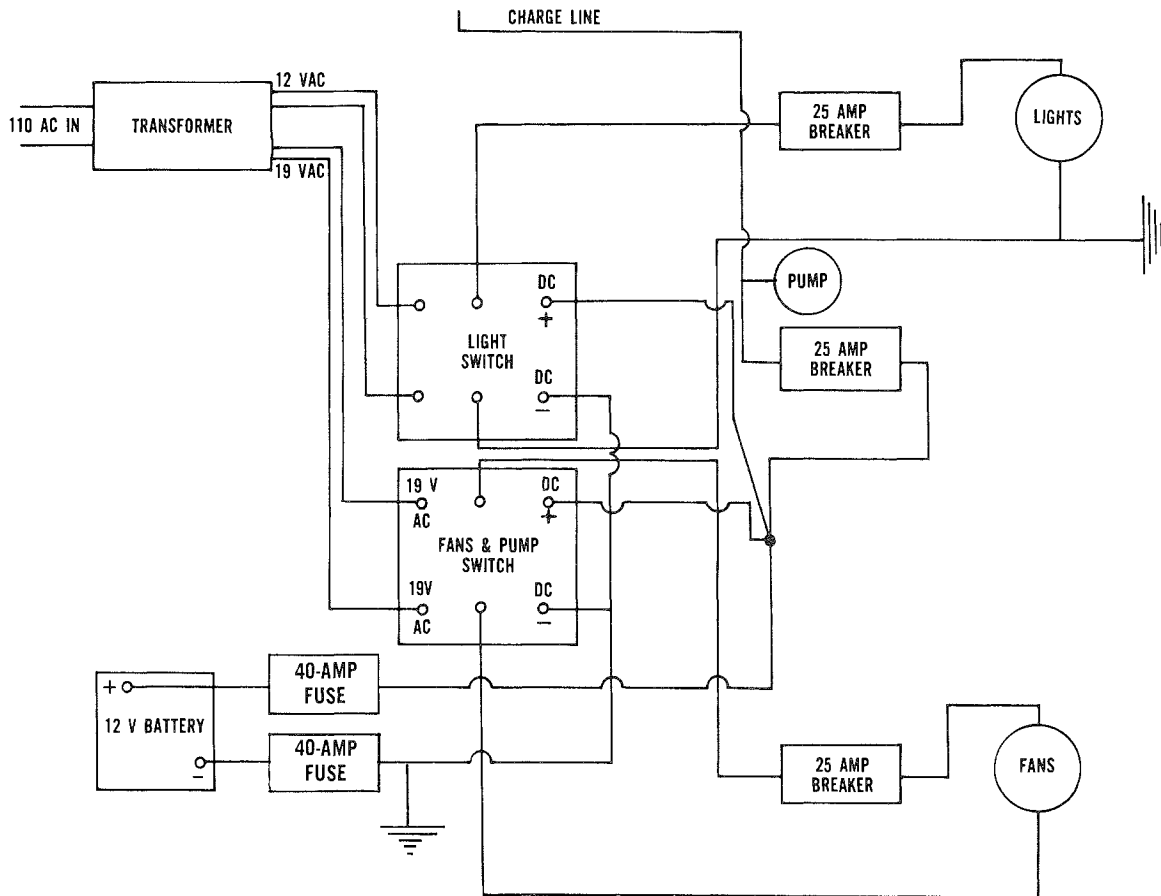 CHARGE LINE
12 VAC
110 AC IN
TRANSFORMER
19 VAC
25 AMP
BREAKER
LIGHTS
DC
+
LIGHT
SWITCH
DC
−
PUMP
25 AMP
BREAKER
19 V
AC
DC
+
FANS & PUMP
SWITCH
19V
AC
DC
−
+
12 V BATTERY
−
40-AMP
FUSE
40-AMP
FUSE
25 AMP
BREAKER
FANS